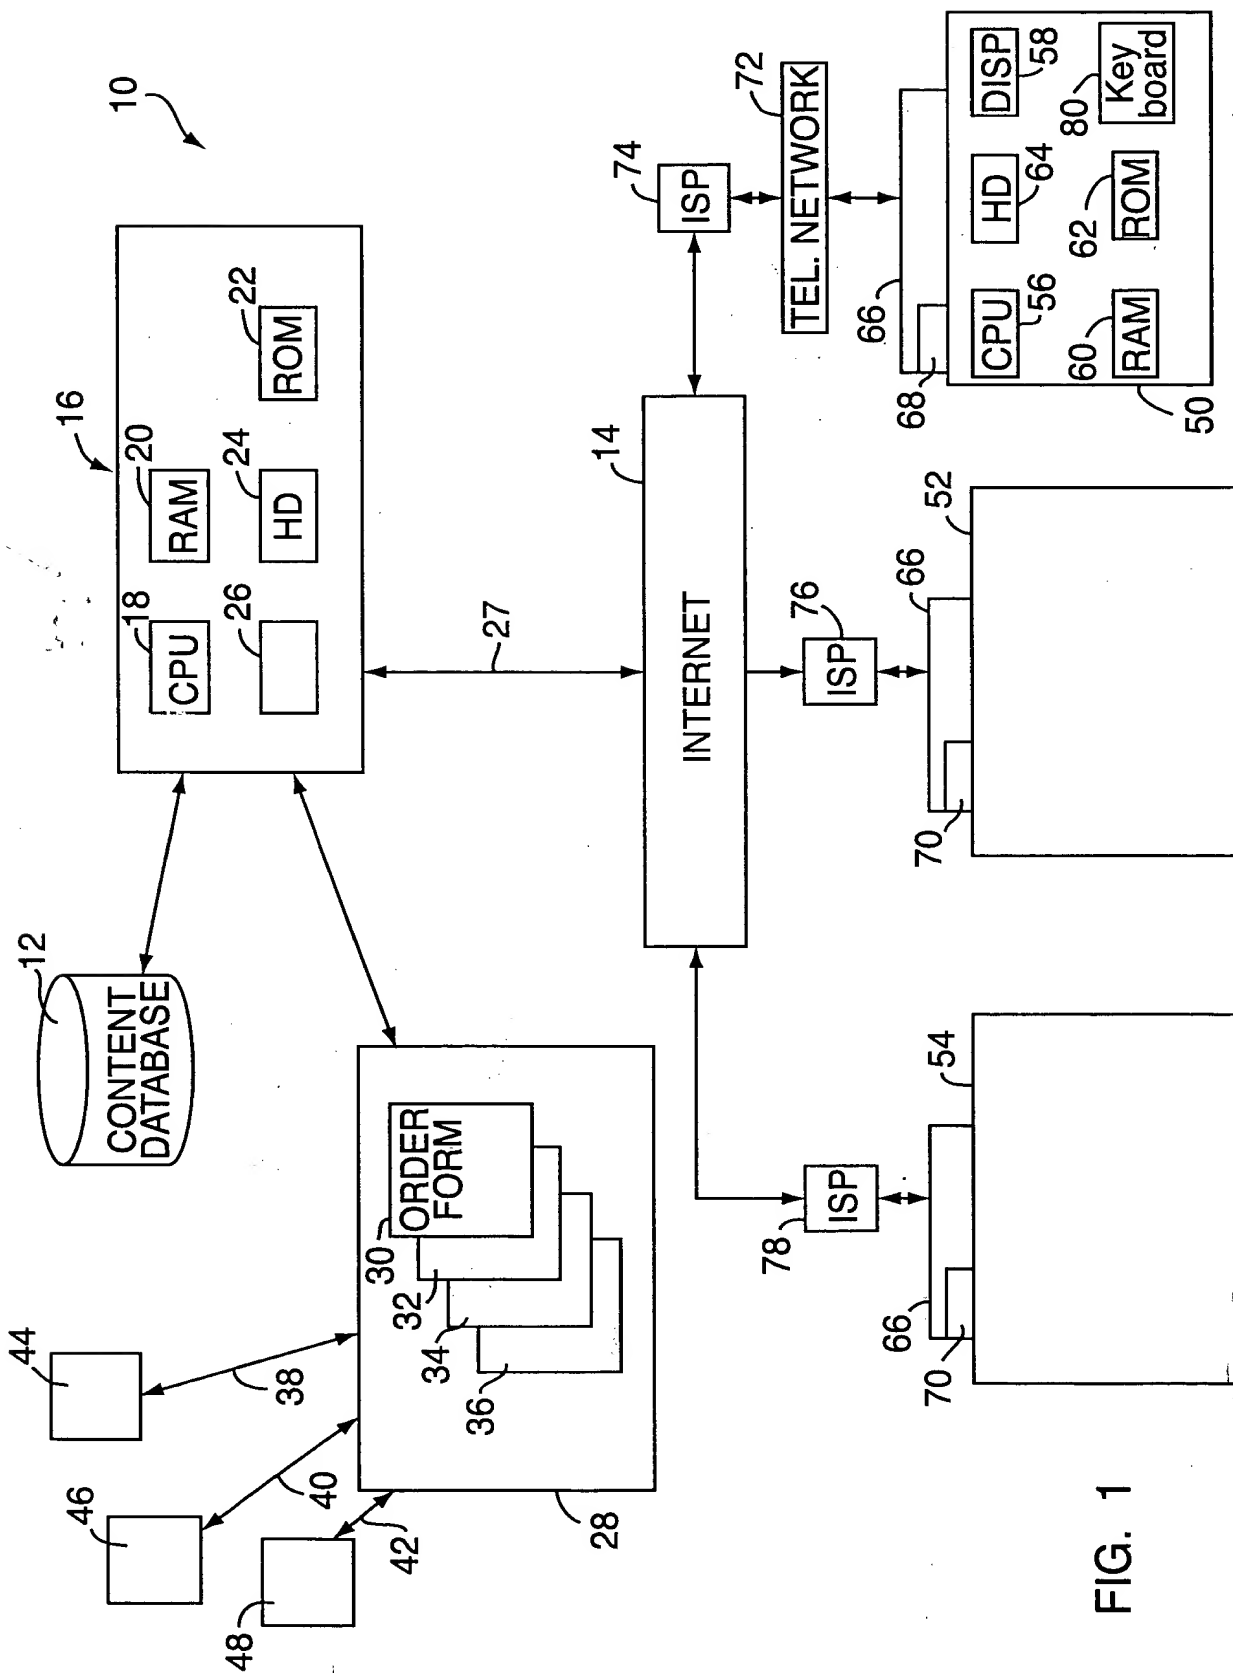 44
12
16
10
46
CONTENT
DATABASE
18
20
CPU
RAM
48
26
24
22
HD
ROM
38
40
42
30
ORDER
FORM
32
34
36
27
28
14
INTERNET
74
ISP
72
TEL. NETWORK
78
ISP
76
ISP
66
66
66
70
70
68
54
52
CPU
HD
DISP
56
64
58
60
62
80
RAM
ROM
Key
board
50
FIG. 1